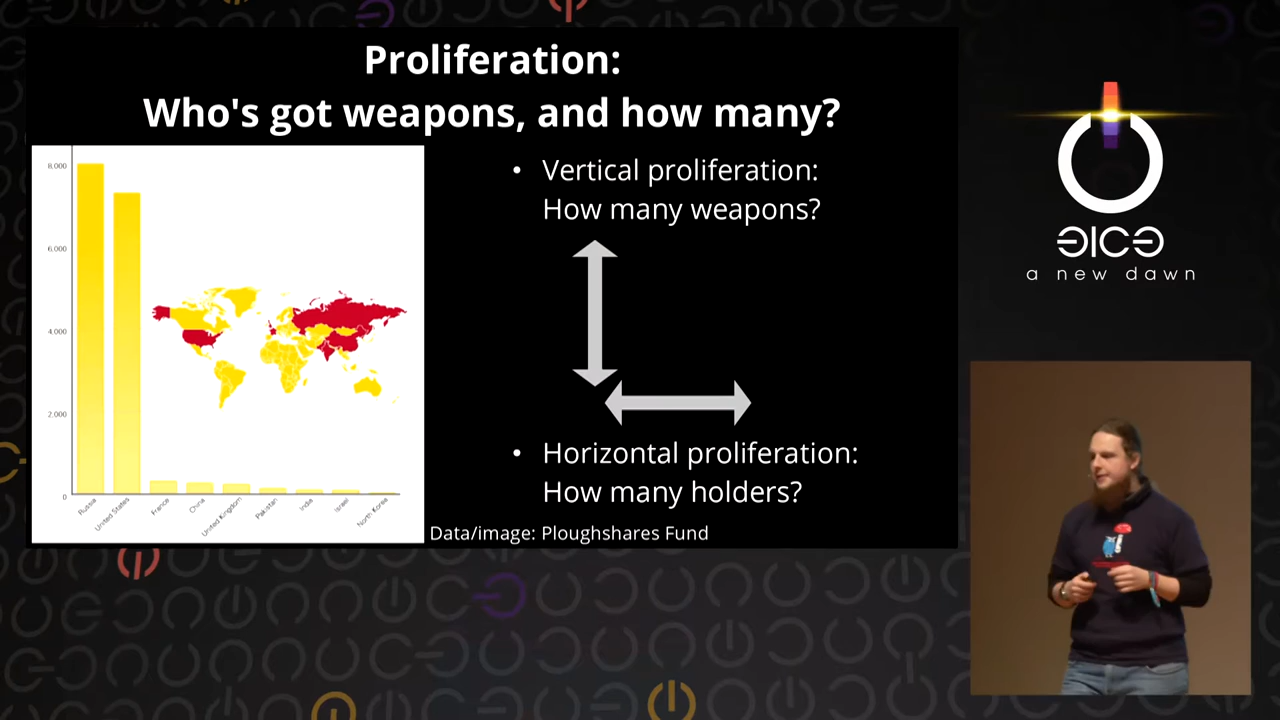 Proliferation:
Who's got weapons, and how many?
8,000
6,000
4,000
2,000
0
Russia
United States
France
China
United Kingdom
Pakistan
India
Israel
North Korea
• Vertical proliferation:
How many weapons?
• Horizontal proliferation:
How many holders?
Data/image: Ploughshares Fund
a new dawn